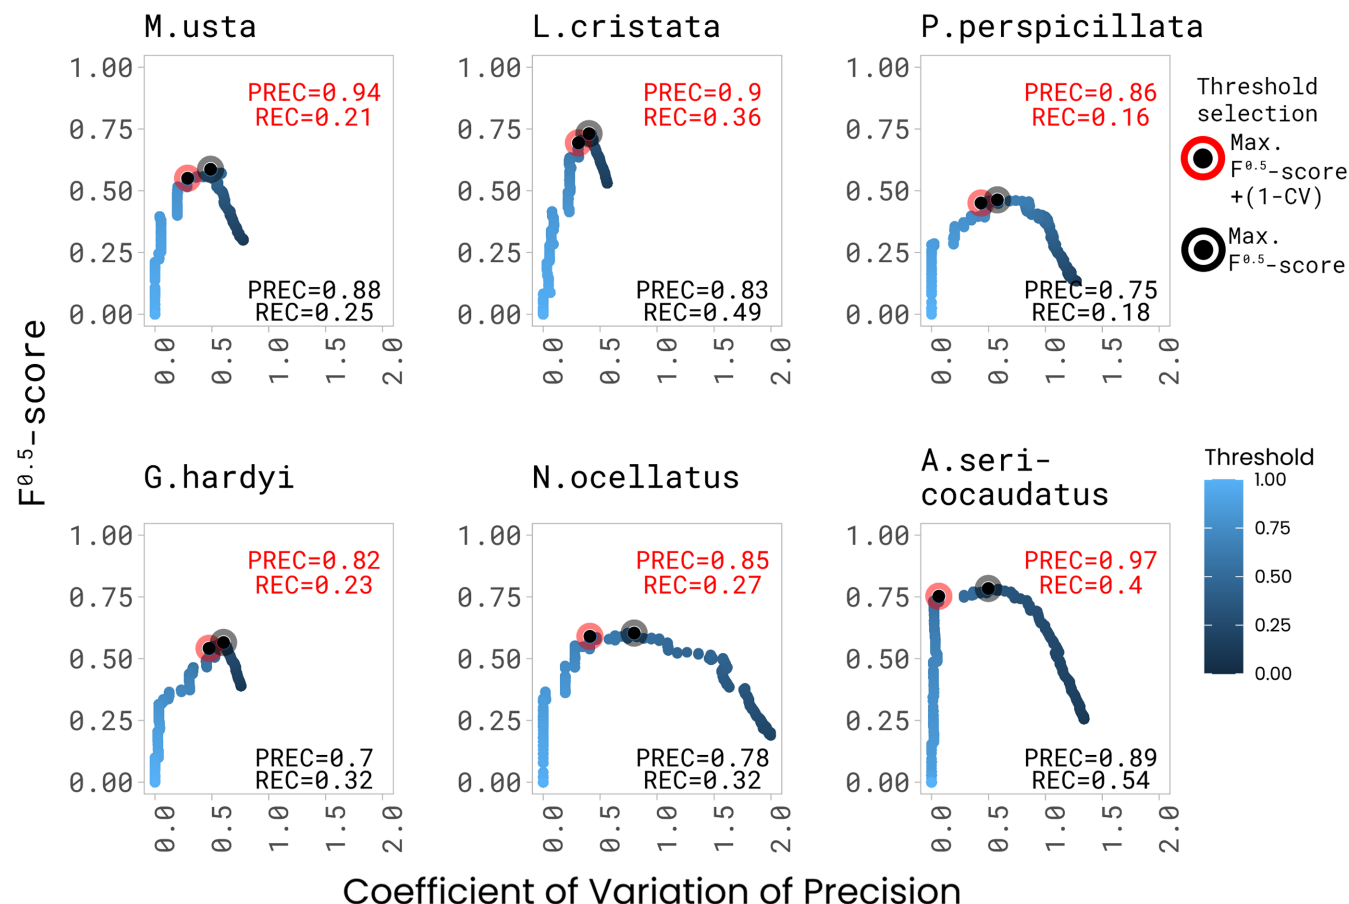 M.usta
L.cristata
P.perspicillata
1.00
0.75
0.50
0.25
0.00
PREC=0.94
REC=0.21
PREC=0.88
REC=0.25
0.0
0.5
1.0
1.5
2.0
1.00
0.75
0.50
0.25
0.00
PREC=0.9
REC=0.36
PREC=0.83
REC=0.49
0.0
0.5
1.0
1.5
2.0
1.00
0.75
0.50
0.25
0.00
PREC=0.86
REC=0.16
PREC=0.75
REC=0.18
0.0
0.5
1.0
1.5
2.0
Threshold
selection
Max.
F⁰·⁵-score
+(1-CV)
Max.
F⁰·⁵-score
F⁰·⁵-score
G.hardyi
N.ocellatus
A.seri-
cocaudatus
1.00
0.75
0.50
0.25
0.00
PREC=0.82
REC=0.23
PREC=0.7
REC=0.32
0.0
0.5
1.0
1.5
2.0
1.00
0.75
0.50
0.25
0.00
PREC=0.85
REC=0.27
PREC=0.78
REC=0.32
0.0
0.5
1.0
1.5
2.0
1.00
0.75
0.50
0.25
0.00
PREC=0.97
REC=0.4
PREC=0.89
REC=0.54
0.0
0.5
1.0
1.5
2.0
Threshold
1.00
0.75
0.50
0.25
0.00
Coefficient of Variation of Precision